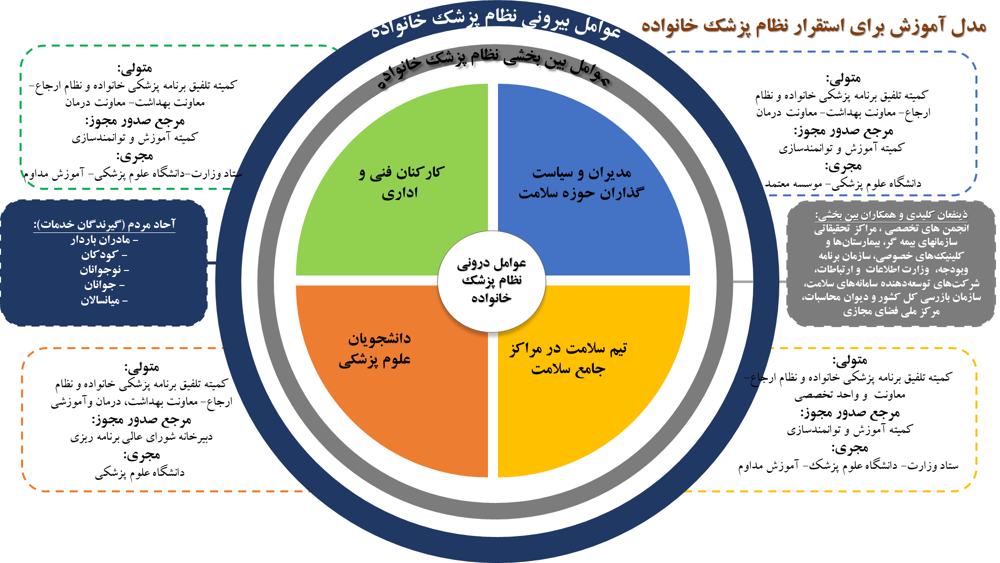 مدل آموزش برای استقرار نظام پزشک خانواده
عوامل بیرونی نظام پزشک خانواده
عوامل بین بخشی نظام پزشک خانواده
متولی:
کمیته تلفیق برنامه پزشکی خانواده و نظام
ارجاع- معاونت بهداشت- معاونت درمان
مرجع صدور مجوز:
کمیته آموزش و توانمندسازی
مجری:
دانشگاه علوم پزشکی- موسسه معتمد
متولی:
کمیته تلفیق برنامه پزشکی خانواده و نظام ارجاع-
معاونت بهداشت- معاونت درمان
مرجع صدور مجوز:
کمیته آموزش و توانمندسازی
مجری:
ستاد وزارت-دانشگاه علوم پزشکی- آموزش مداوم
مدیران و سیاست
گذاران حوزه سلامت
کارکنان فنی و
اداری
عوامل درونی
نظام پزشک
خانواده
تیم سلامت در مراکز
جامع سلامت
دانشجویان
علوم پزشکی
ذینفعان کلیدی و همکاران بین بخشی:
انجمن های تخصصی ، مراکز تحقیقاتی
سازمانهای بیمه گر، بیمارستان‌ها و
کلینیک‌های خصوصی، سازمان برنامه
وبودجه، وزارت اطلاعات و ارتباطات،
شرکت‌های توسعه‌دهنده سامانه‌های سلامت،
سازمان بازرسی کل کشور و دیوان محاسبات،
مرکز ملی فضای مجازی
آحاد مردم (گیرندگان خدمات):
- مادران باردار
- کودکان
- نوجوانان
- جوانان
- میانسالان
متولی:
کمیته تلفیق برنامه پزشکی خانواده و نظام ارجاع-
معاونت و واحد تخصصی
مرجع صدور مجوز:
کمیته آموزش و توانمندسازی
مجری:
ستاد وزارت- دانشگاه علوم پزشک- آموزش مداوم
متولی:
کمیته تلفیق برنامه پزشکی خانواده و نظام
ارجاع- معاونت بهداشت، درمان وآموزشی
مرجع صدور مجوز:
دبیرخانه شورای عالی برنامه ریزی
مجری:
دانشگاه علوم پزشکی